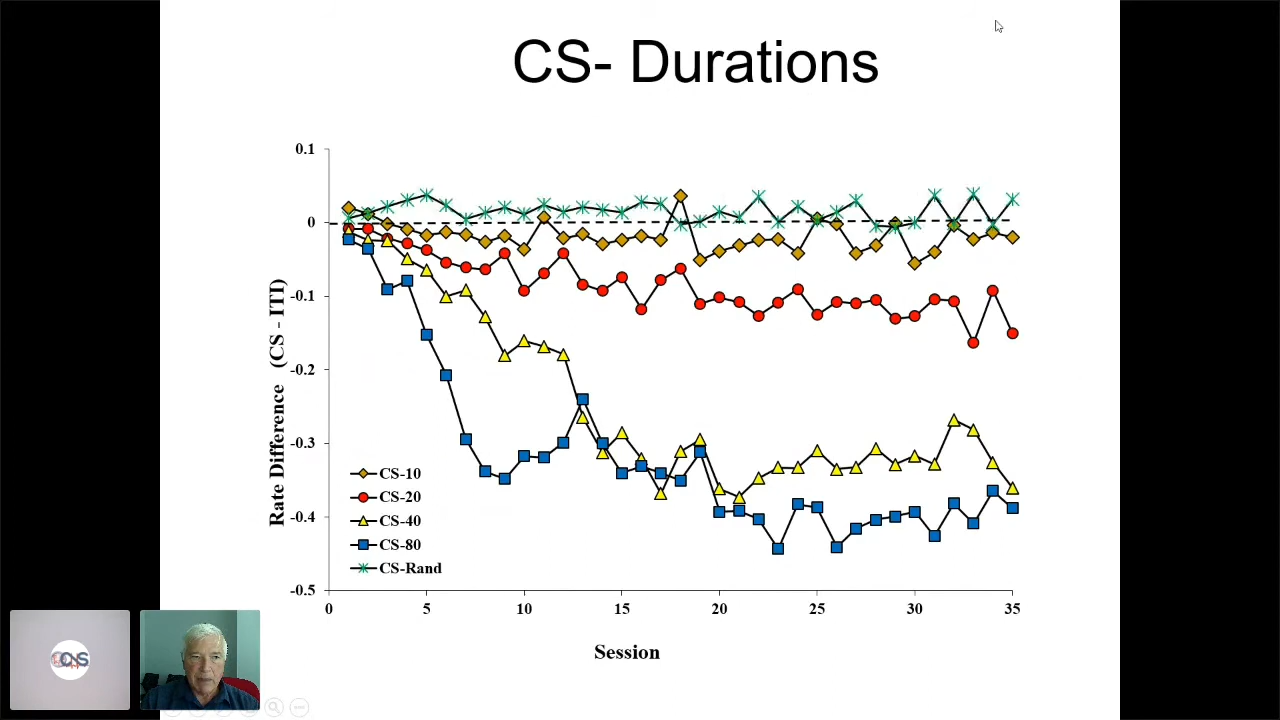 CS- Durations
0.1
0
-0.1
-0.2
-0.3
-0.4
-0.5
Rate Difference (CS - ITI)
CS-10
CS-20
CS-40
CS-80
CS-Rand
0 5 10 15 20 25 30 35
Session